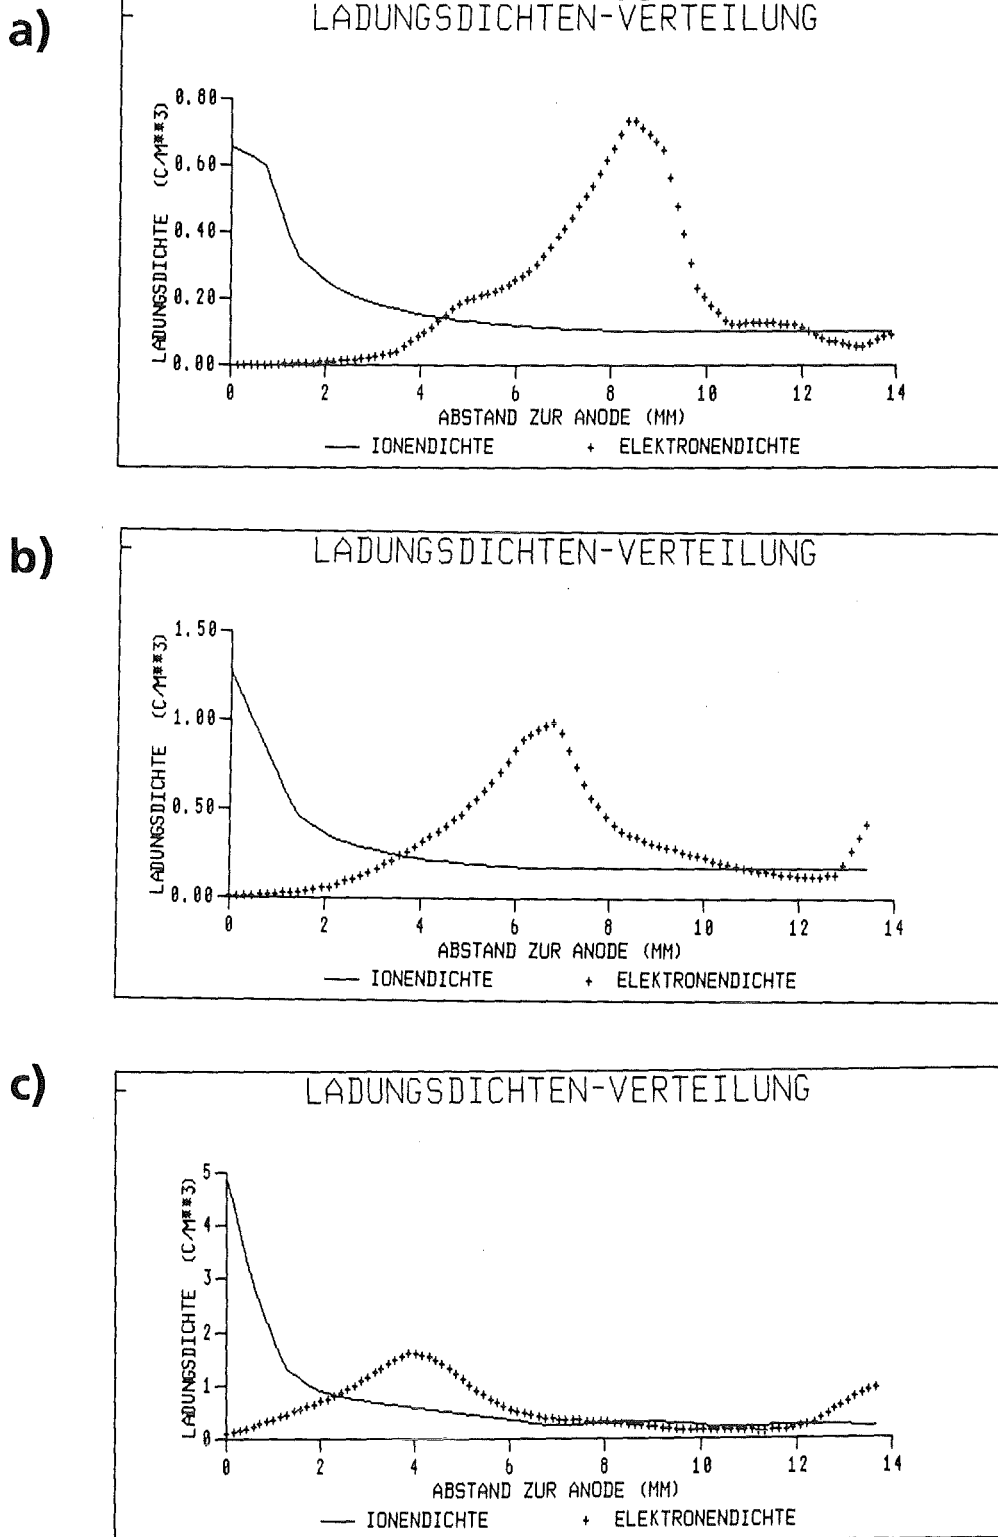 a)
LADUNGSDICHTEN-VERTEILUNG
LADUNGSDICHTE (C/M**3)
0.80
0.60
0.40
0.20
0.00
0 2 4 6 8 10 12 14
ABSTAND ZUR ANODE (MM)
IONENDICHTE + ELEKTRONENDICHTE
b)
LADUNGSDICHTEN-VERTEILUNG
LADUNGSDICHTE (C/M**3)
1.50
1.00
0.50
0.00
0 2 4 6 8 10 12 14
ABSTAND ZUR ANODE (MM)
IONENDICHTE + ELEKTRONENDICHTE
c)
LADUNGSDICHTEN-VERTEILUNG
LADUNGSDICHTE (C/M**3)
5
4
3
2
1
0
0 2 4 6 8 10 12 14
ABSTAND ZUR ANODE (MM)
IONENDICHTE + ELEKTRONENDICHTE